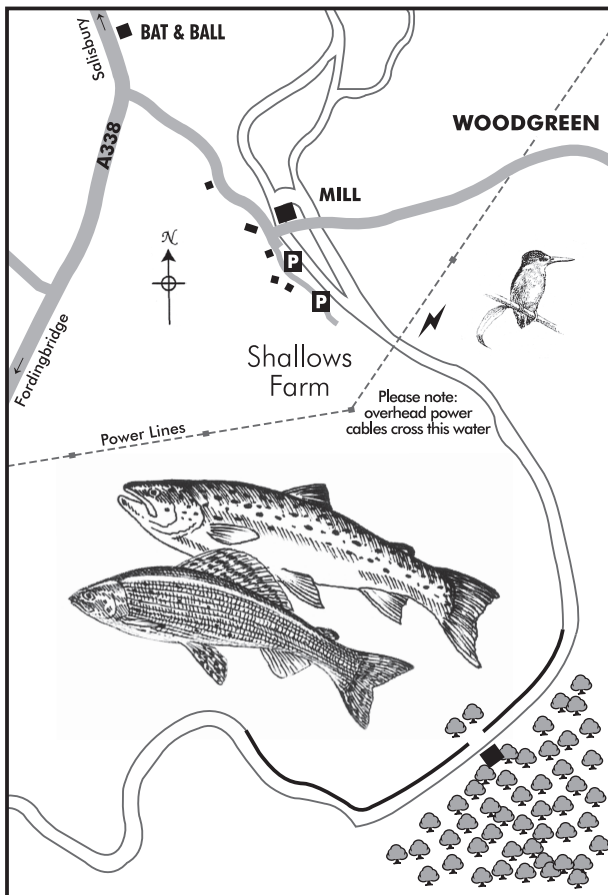 Salisbury
BAT & BALL
A338
WOODGREEN
MILL
N
P
P
Shallows
Farm
Fordingbridge
Please note:
overhead power
cables cross this water
Power Lines